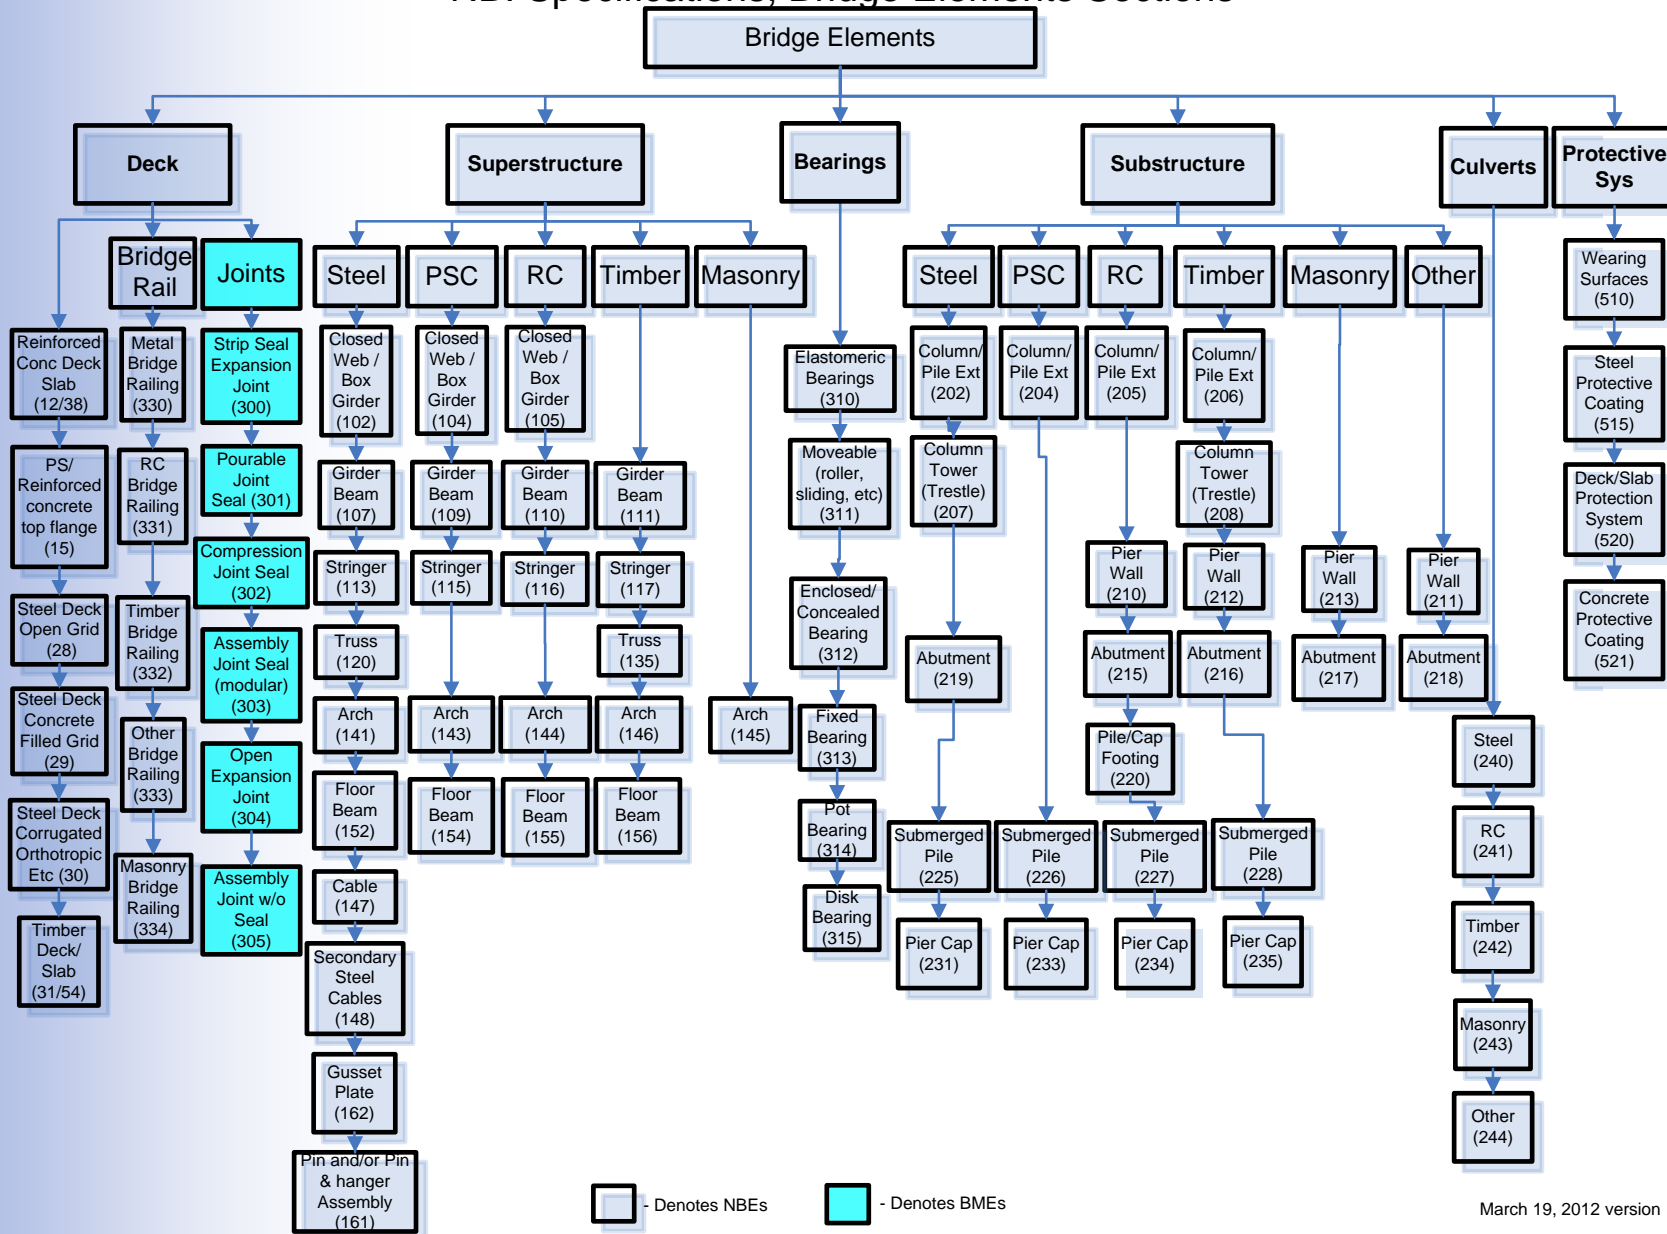 Specifications, Bridge Elements Sections
Bridge Elements
Deck
Superstructure
Bearings
Substructure
Culverts
Protective
Sys
Bridge
Rail
Joints
Steel
PSC
RC
Timber
Masonry
Steel
PSC
RC
Timber
Masonry
Other
Reinforced
Conc Deck
Slab
(12/38)
PS/
Reinforced
concrete
top flange
(15)
Steel Deck
Open Grid
(28)
Steel Deck
Concrete
Filled Grid
(29)
Steel Deck
Corrugated
Orthotropic
Etc (30)
Timber
Deck/
Slab
(31/54)
Metal
Bridge
Railing
(330)
RC
Bridge
Railing
(331)
Timber
Bridge
Railing
(332)
Other
Bridge
Railing
(333)
Masonry
Bridge
Railing
(334)
Strip Seal
Expansion
Joint
(300)
Pourable
Joint
Seal (301)
Compression
Joint Seal
(302)
Assembly
Joint Seal
(modular)
(303)
Open
Expansion
Joint
(304)
Assembly
Joint w/o
Seal
(305)
Closed
Web /
Box
Girder
(102)
Girder
Beam
(107)
Stringer
(113)
Truss
(120)
Arch
(141)
Floor
Beam
(152)
Cable
(147)
Secondary
Steel
Cables
(148)
Gusset
Plate
(162)
Pin and/or Pin
& hanger
Assembly
(161)
Closed
Web /
Box
Girder
(104)
Girder
Beam
(109)
Stringer
(115)
Arch
(143)
Floor
Beam
(154)
Closed
Web /
Box
Girder
(105)
Girder
Beam
(110)
Stringer
(116)
Arch
(144)
Floor
Beam
(155)
Girder
Beam
(111)
Stringer
(117)
Truss
(135)
Arch
(146)
Floor
Beam
(156)
Arch
(145)
Elastomeric
Bearings
(310)
Moveable
(roller,
sliding, etc)
(311)
Enclosed/
Concealed
Bearing
(312)
Fixed
Bearing
(313)
Pot
Bearing
(314)
Disk
Bearing
(315)
Column/
Pile Ext
(202)
Column
Tower
(Trestle)
(207)
Abutment
(219)
Submerged
Pile
(225)
Pier Cap
(231)
Column/
Pile Ext
(204)
Submerged
Pile
(226)
Pier Cap
(233)
Column/
Pile Ext
(205)
Pier
Wall
(210)
Abutment
(215)
Pile/Cap
Footing
(220)
Submerged
Pile
(227)
Pier Cap
(234)
Column/
Pile Ext
(206)
Column
Tower
(Trestle)
(208)
Pier
Wall
(212)
Abutment
(216)
Submerged
Pile
(228)
Pier Cap
(235)
Pier
Wall
(213)
Abutment
(217)
Pier
Wall
(211)
Abutment
(218)
Steel
(240)
RC
(241)
Timber
(242)
Masonry
(243)
Other
(244)
Wearing
Surfaces
(510)
Steel
Protective
Coating
(515)
Deck/Slab
Protection
System
(520)
Concrete
Protective
Coating
(521)
- Denotes NBEs
- Denotes BMEs
March 19, 2012 version